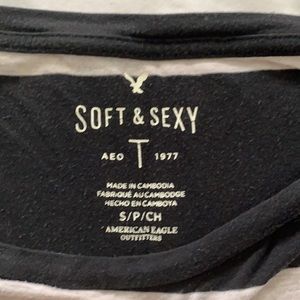 SOFT & SEXY
AEO T 1977
MADE IN CAMBODIA
FABRIQUÉ AU CAMBODGE
HECHO EN CAMBOYA
S/P/CH
AMERICAN EAGLE
OUTFITTERS